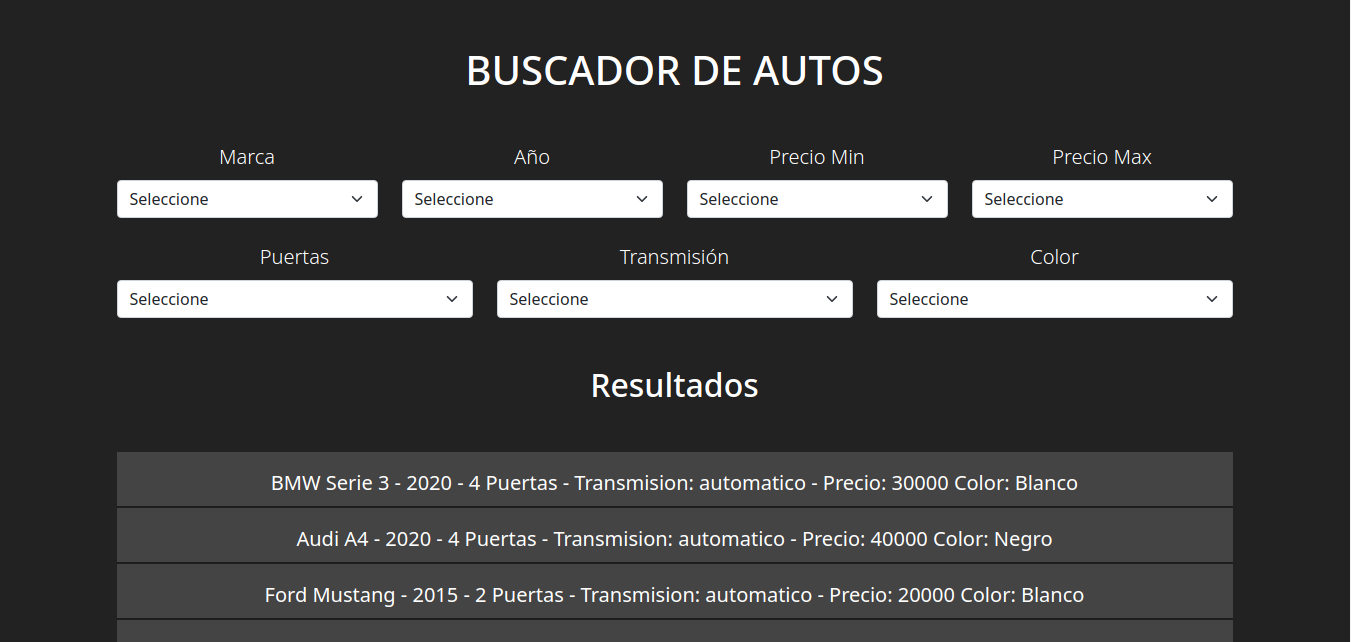 BUSCADOR DE AUTOS
Marca Año Precio Min Precio Max
Seleccione Seleccione Seleccione Seleccione
Puertas Transmisión Color
Seleccione Seleccione Seleccione
Resultados
BMW Serie 3 - 2020 - 4 Puertas - Transmision: automatico - Precio: 30000 Color: Blanco
Audi A4 - 2020 - 4 Puertas - Transmision: automatico - Precio: 40000 Color: Negro
Ford Mustang - 2015 - 2 Puertas - Transmision: automatico - Precio: 20000 Color: Blanco